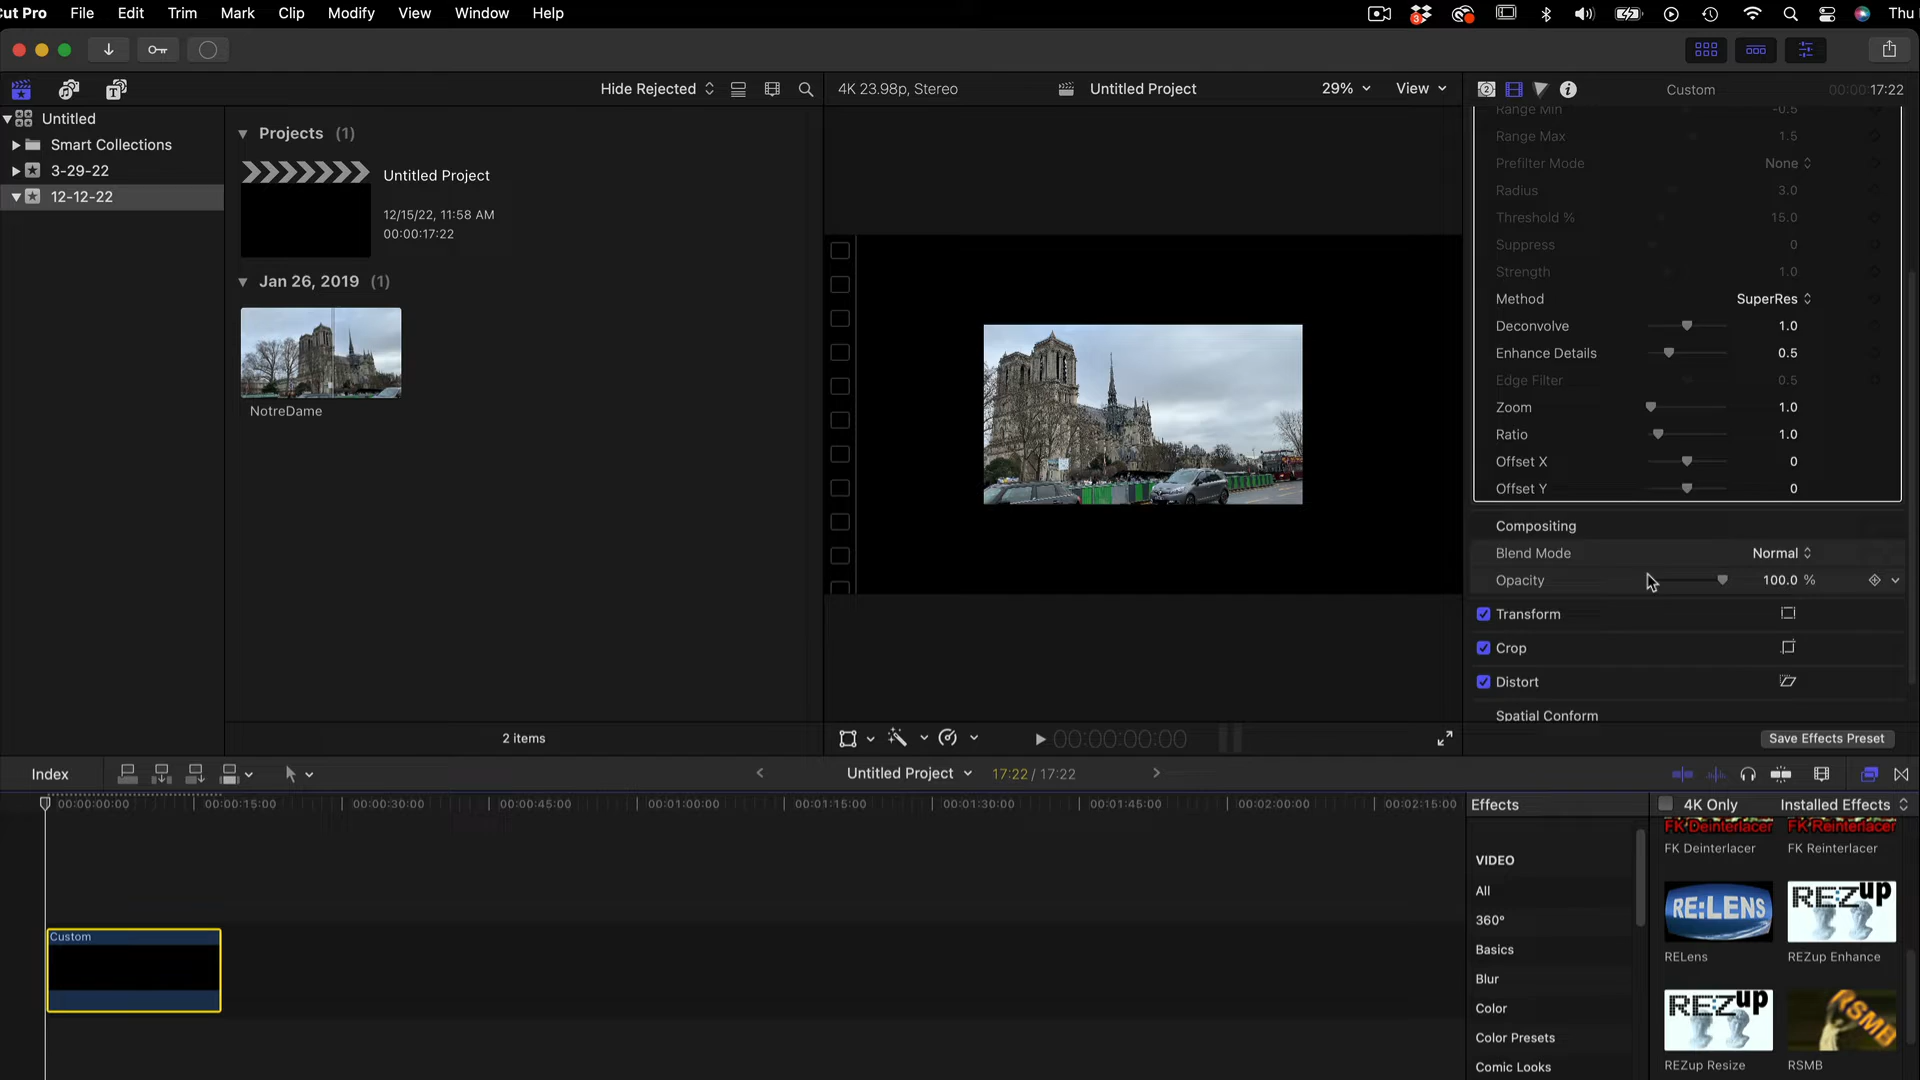 Cut Pro File Edit Trim Mark Clip Modify View Window Help 3 Thu
Hide Rejected
4K 23.98p, Stereo Untitled Project 29% View
Custom 00:00:17:22
Untitled
Smart Collections
3-29-22
12-12-22
Projects (1)
Untitled Project
12/15/22, 11:58 AM
00:00:17:22
Jan 26, 2019 (1)
NotreDame
2 items
00:00:00:00
Range Min -0.5
Range Max 1.5
Prefilter Mode None
Radius 3.0
Threshold % 15.0
Suppress 0
Strength 1.0
Method SuperRes
Deconvolve 1.0
Enhance Details 0.5
Edge Filter 0.5
Zoom 1.0
Ratio 1.0
Offset X 0
Offset Y 0
Compositing
Blend Mode Normal
Opacity 100.0 %
Transform
Crop
Distort
Spatial Conform
Save Effects Preset
Index Untitled Project 17:22 / 17:22
00:00:00:00 00:00:15:00 00:00:30:00 00:00:45:00 00:01:00:00 00:01:15:00 00:01:30:00 00:01:45:00 00:02:00:00 00:02:15:00
Custom
Effects 4K Only Installed Effects
VIDEO
All
360°
Basics
Blur
Color
Color Presets
Comic Looks
FK Deinterlacer FK Reinterlacer
FK Deinterlacer FK Reinterlacer
RE:LENS REZup
RELens REZup Enhance
REZup RSMB
REZup Resize RSMB